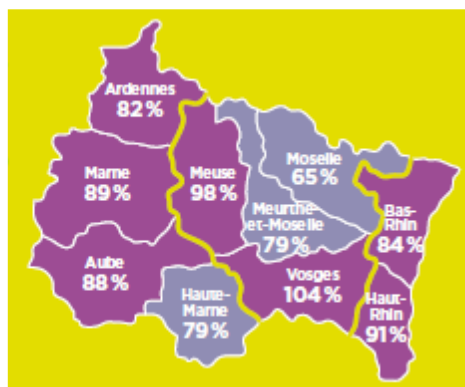 Ardennes
82%
Marne
89%
Meuse
98%
Moselle
65%
Meurthe-
et-Moselle
79%
Bas-
Rhin
84%
Aube
88%
Haute-
Marne
79%
Vosges
104%
Haut-
Rhin
91%